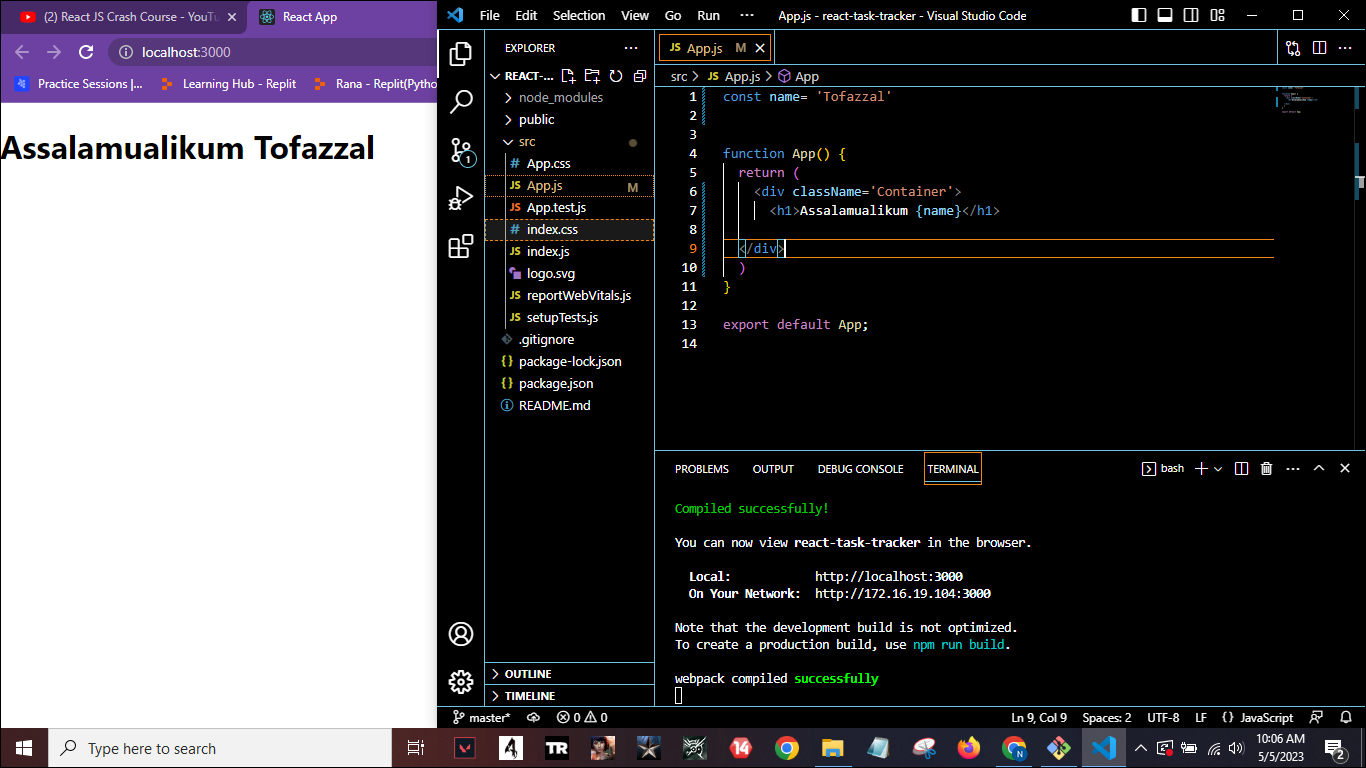 (2) React JS Crash Course - YouTu
React App
localhost:3000
Practice Sessions |...
Learning Hub - Replit
Rana - Replit(Pytho
Assalamualikum Tofazzal
File Edit Selection View Go Run ···
App.js - react-task-tracker - Visual Studio Code
EXPLORER
REACT-...
node_modules
public
src
# App.css
JS App.js M
JS App.test.js
# index.css
JS index.js
logo.svg
JS reportWebVitals.js
JS setupTests.js
.gitignore
{} package-lock.json
{} package.json
README.md
OUTLINE
TIMELINE
1
JS App.js M
src > JS App.js > App
1 const name= 'Tofazzal'
2
3
4 function App() {
5 return (
6 <div className='Container'>
7 <h1>Assalamualikum {name}</h1>
8
9 </div>
10 )
11 }
12
13 export default App;
14
PROBLEMS OUTPUT DEBUG CONSOLE TERMINAL
bash
Compiled successfully!
You can now view react-task-tracker in the browser.
Local: http://localhost:3000
On Your Network: http://172.16.19.104:3000
Note that the development build is not optimized.
To create a production build, use npm run build.
webpack compiled successfully
master* 0 0
Ln 9, Col 9 Spaces: 2 UTF-8 LF {} JavaScript
Type here to search
4
TR
14
N
10:06 AM
5/5/2023
2